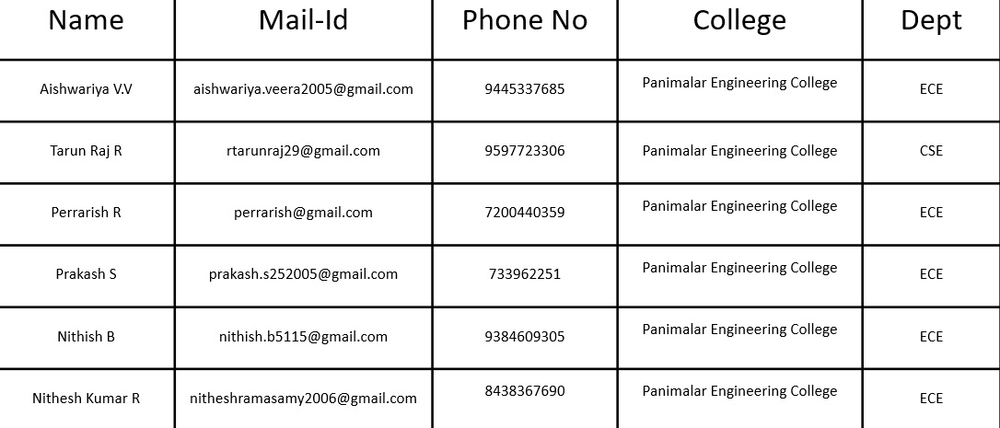 Name Mail-Id Phone No College Dept
Aishwariya V.V aishwariya.veera2005@gmail.com 9445337685 Panimalar Engineering College ECE
Tarun Raj R rtarunraj29@gmail.com 9597723306 Panimalar Engineering College CSE
Perrarish R perrarish@gmail.com 7200440359 Panimalar Engineering College ECE
Prakash S prakash.s252005@gmail.com 733962251 Panimalar Engineering College ECE
Nithish B nithish.b5115@gmail.com 9384609305 Panimalar Engineering College ECE
Nithesh Kumar R nitheshramasamy2006@gmail.com 8438367690 Panimalar Engineering College ECE